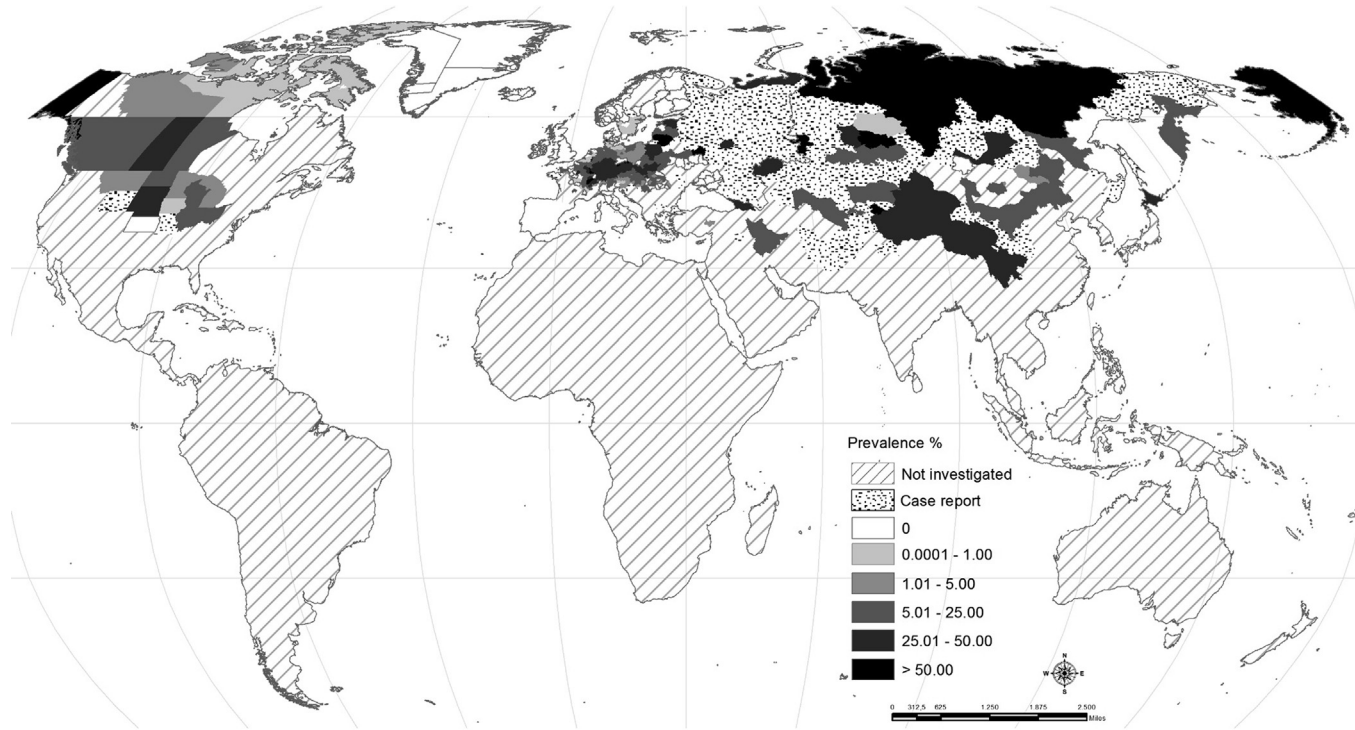 Prevalence %
Not investigated
Case report
0
0.0001 - 1.00
1.01 - 5.00
5.01 - 25.00
25.01 - 50.00
> 50.00
N
W E
S
0 312,5 625 1.250 1.875 2.500
Miles